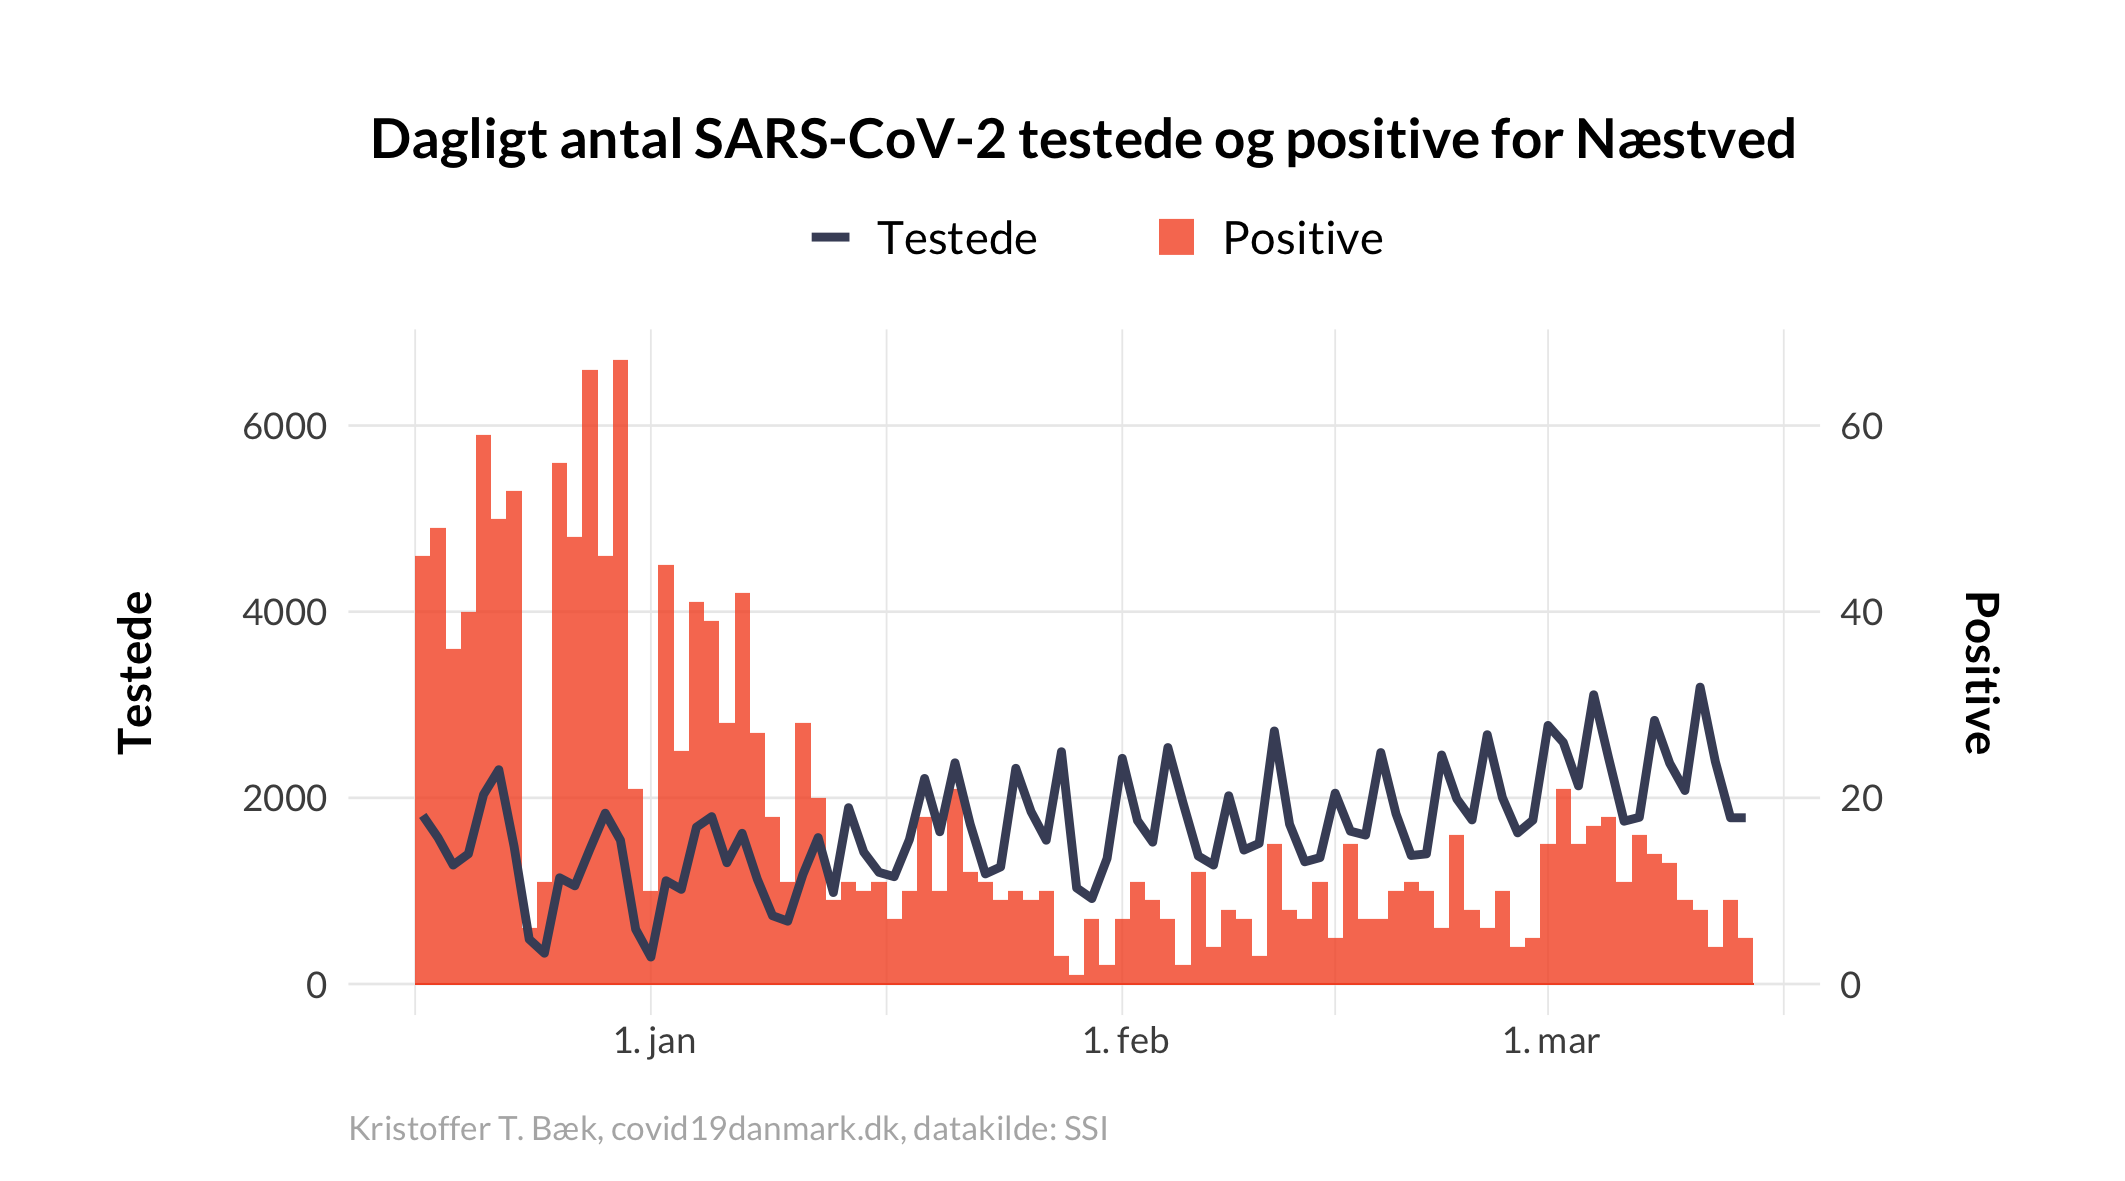 Dagligt antal SARS-CoV-2 testede og positive for Næstved
Testede Positive
6000 60
4000 40
2000 20
0 0
Testede
Positive
1. jan 1. feb 1. mar
Kristoffer T. Bæk, covid19danmark.dk, datakilde: SSI